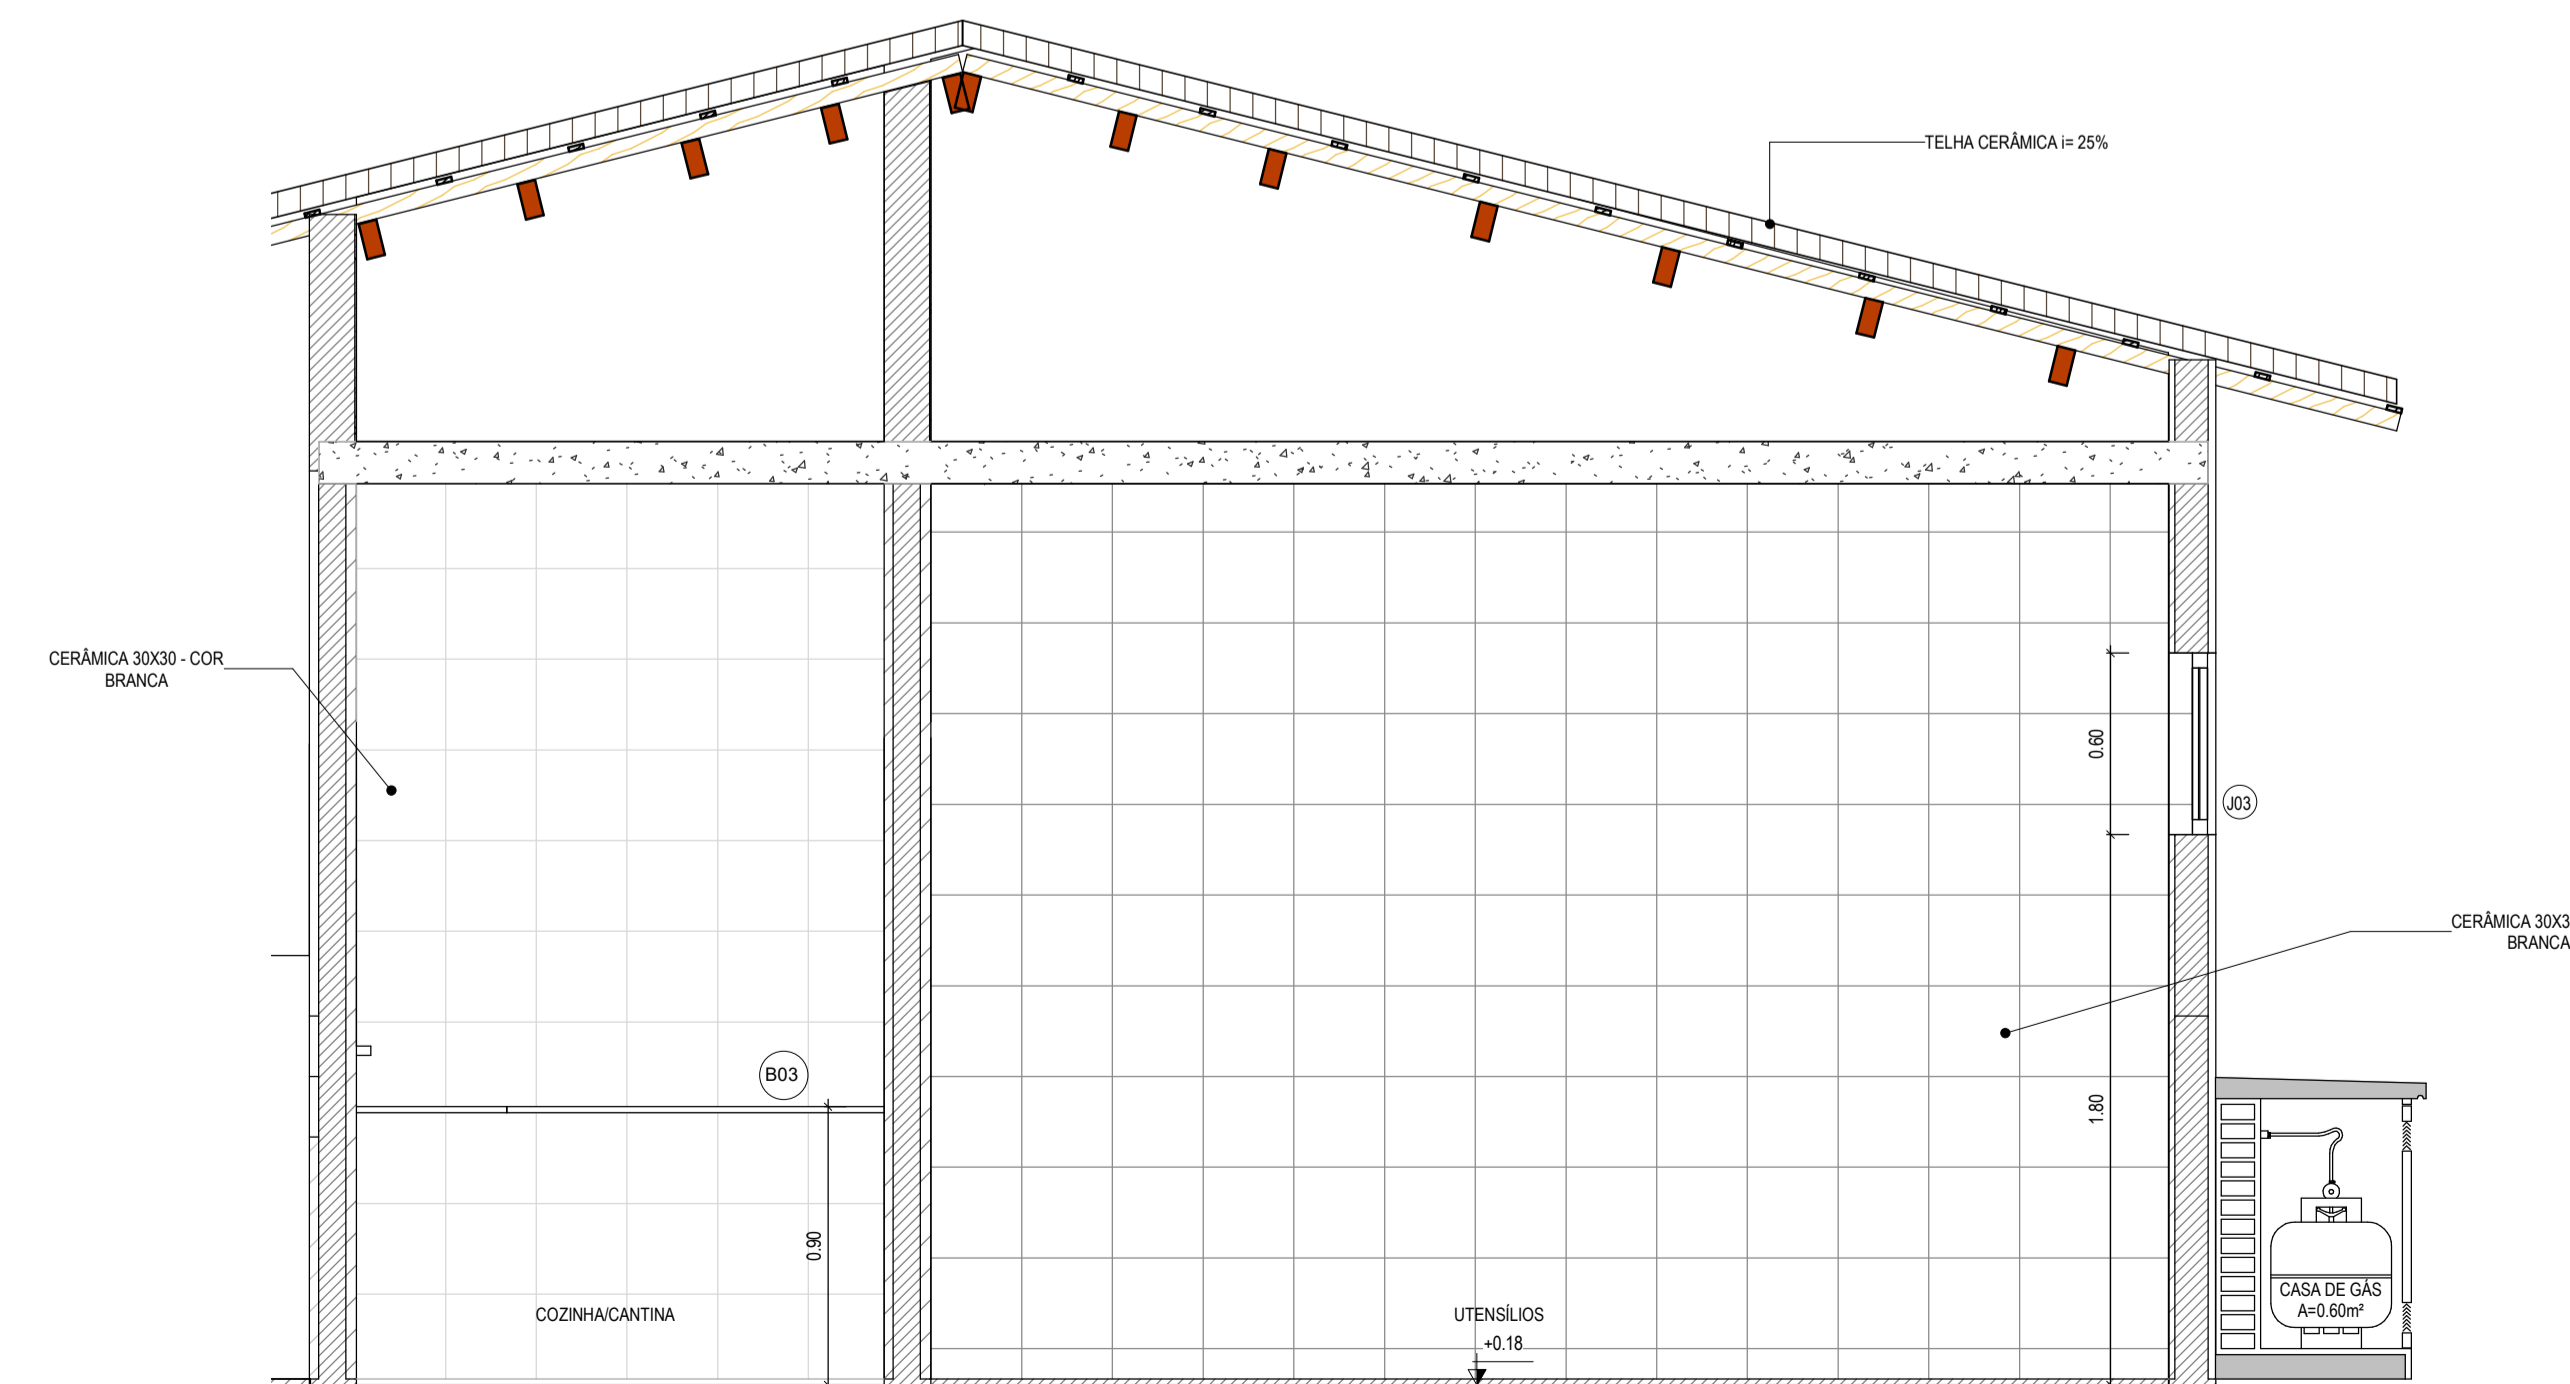 TELHA CERÂMICA i= 25%
CERÂMICA 30X30 - COR
BRANCA
0.60
J03
CERÂMICA 30X3
BRANCA
B03
1.80
0.90
CASA DE GÁS
A=0.60m²
COZINHA/CANTINA
UTENSÍLIOS
+0.18